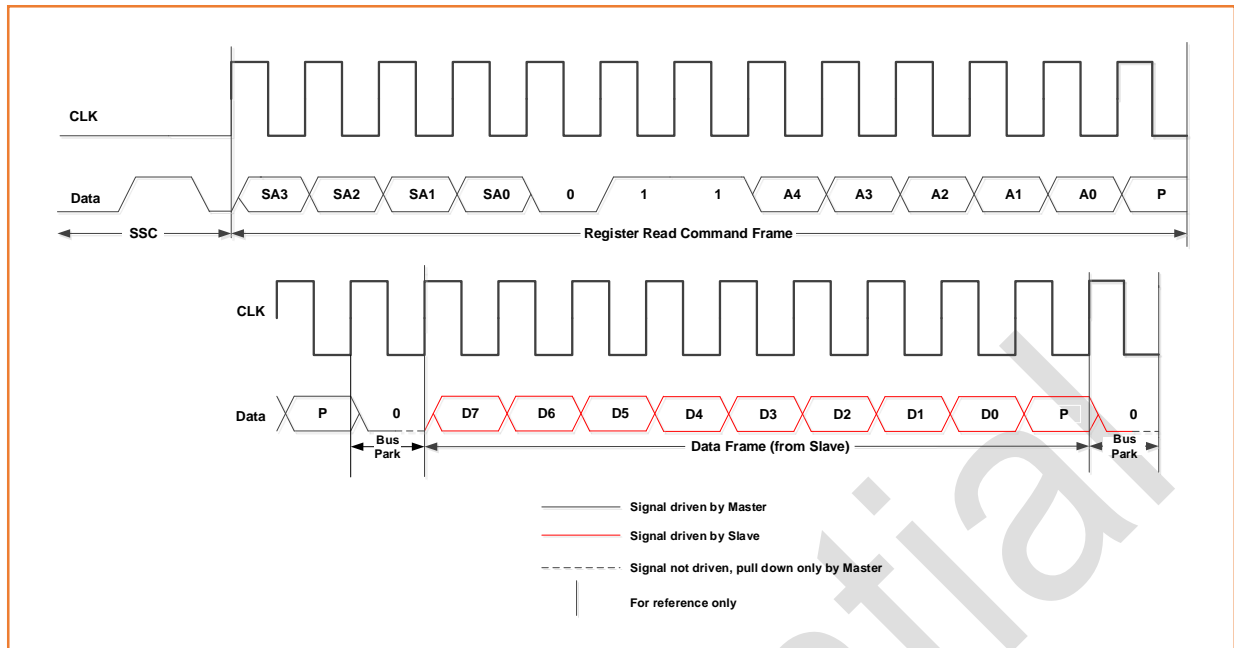 CLK
Data SA3 SA2 SA1 SA0 0 1 1 A4 A3 A2 A1 A0 P
SSC Register Read Command Frame
CLK
Data P 0 D7 D6 D5 D4 D3 D2 D1 D0 P 0
Bus Park Data Frame (from Slave) Bus Park
Signal driven by Master
Signal driven by Slave
Signal not driven, pull down only by Master
For reference only
tial